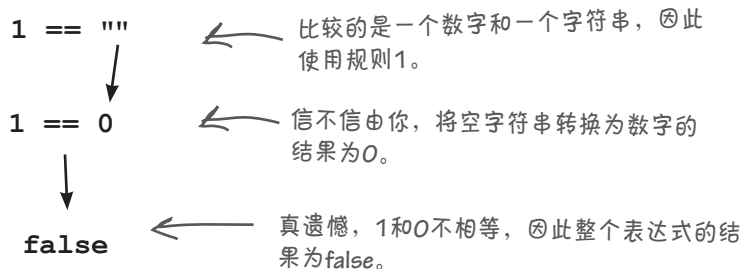 1 == ""
比较的是一个数字和一个字符串，因此
使用规则1。
1 == 0
信不信由你，将空字符串转换为数字的
结果为0。
false
真遗憾，1和0不相等，因此整个表达式的结
果为false。